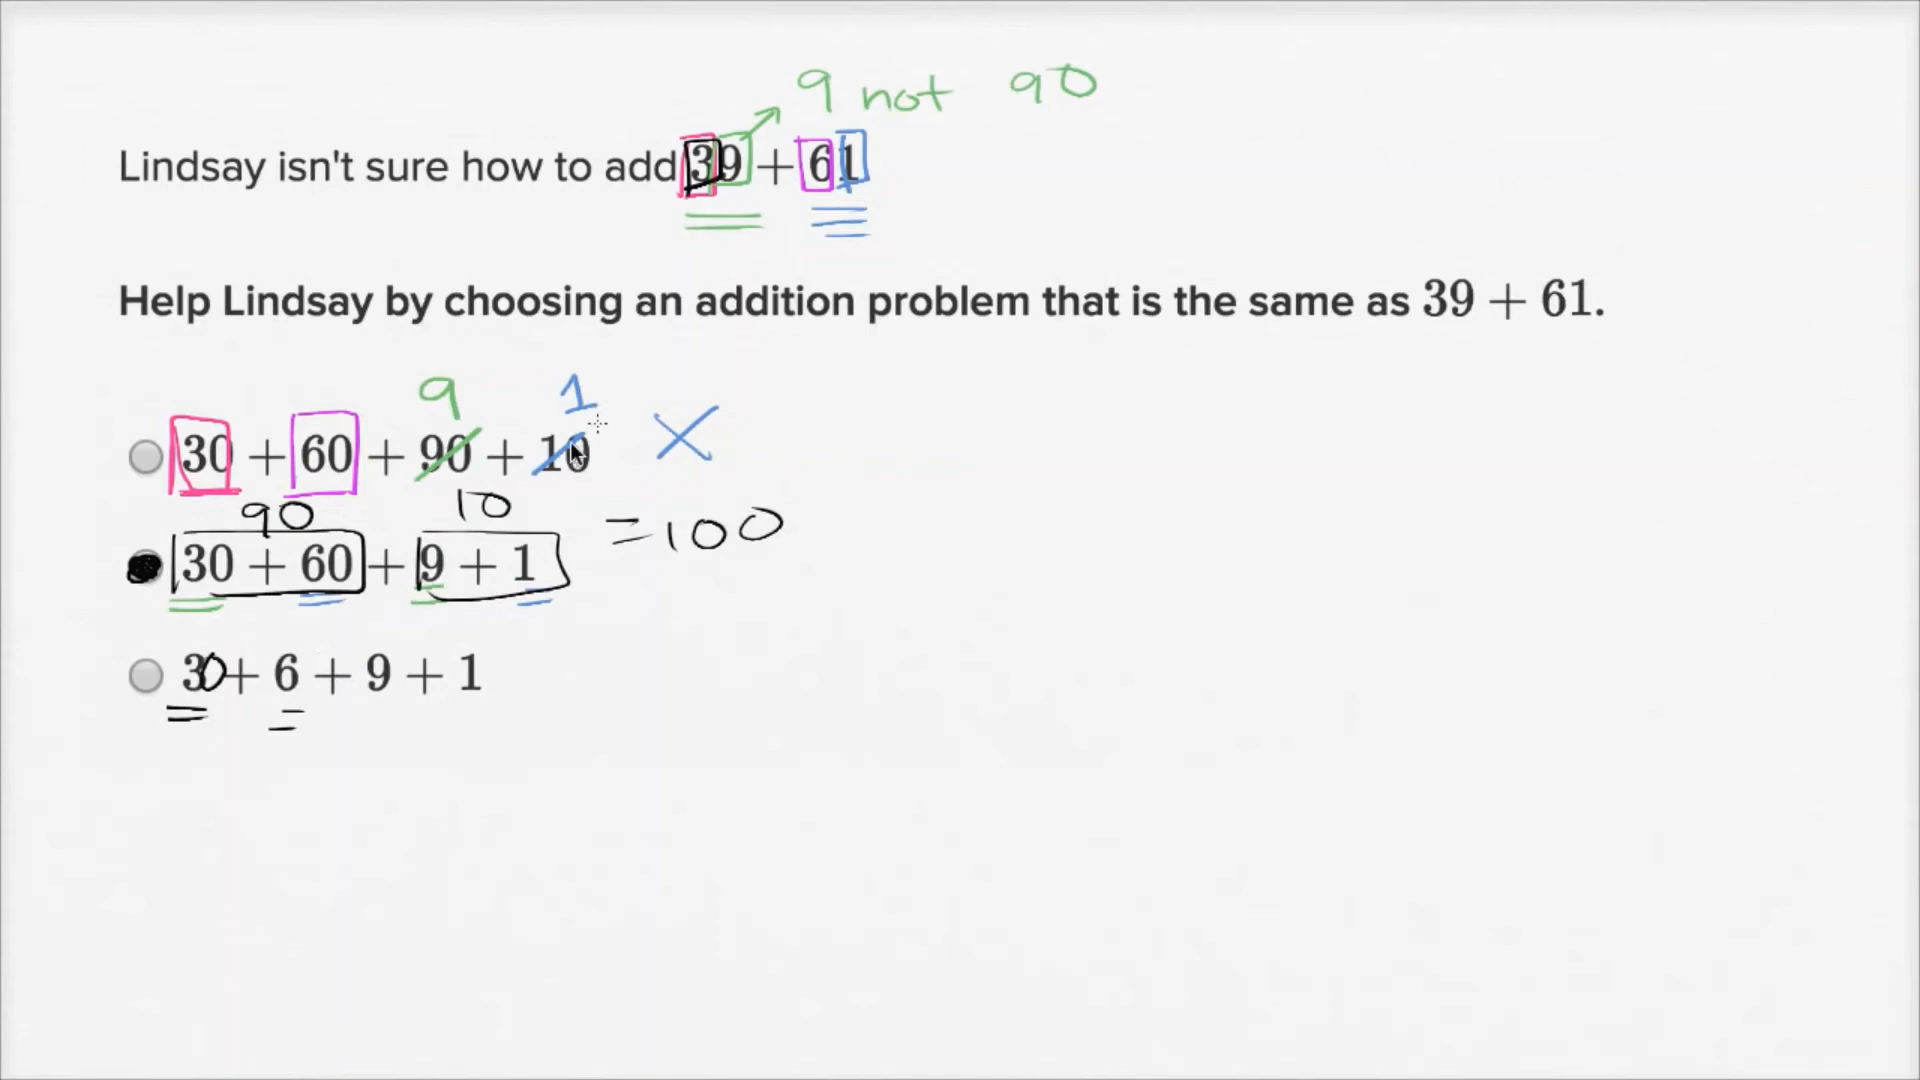 9 not 90
Lindsay isn't sure how to add 39 + 61
Help Lindsay by choosing an addition problem that is the same as 39 + 61.
9 1
30 + 60 + 90 + 10 X
90 10
30 + 60 + 9 + 1 = 100
30 + 6 + 9 + 1